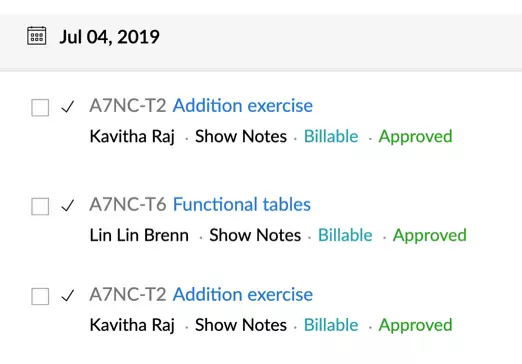 Jul 04, 2019
A7NC-T2 Addition exercise
Kavitha Raj · Show Notes · Billable · Approved
A7NC-T6 Functional tables
Lin Lin Brenn · Show Notes · Billable · Approved
A7NC-T2 Addition exercise
Kavitha Raj · Show Notes · Billable · Approved